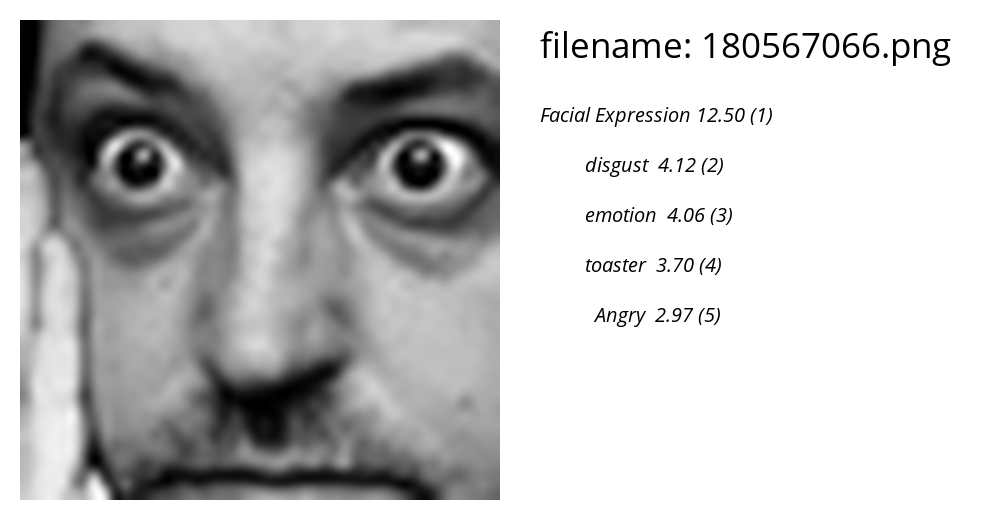 filename: 180567066.png
Facial Expression 12.50 (1)
disgust 4.12 (2)
emotion 4.06 (3)
toaster 3.70 (4)
Angry 2.97 (5)